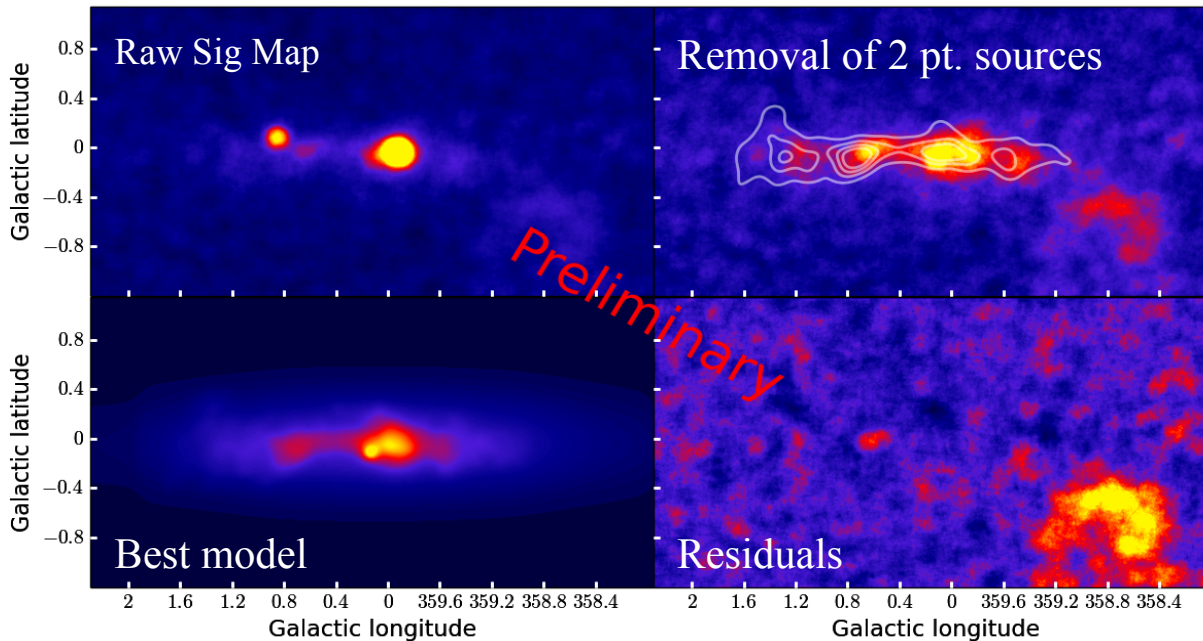 Raw Sig Map
Removal of 2 pt. sources
Galactic latitude
0.8
0.4
0
−0.4
−0.8
Preliminary
Galactic latitude
0.8
0.4
0
−0.4
−0.8
Best model
Residuals
2 1.6 1.2 0.8 0.4 0 359.6 359.2 358.8 358.4
2 1.6 1.2 0.8 0.4 0 359.6 359.2 358.8 358.4
Galactic longitude
Galactic longitude